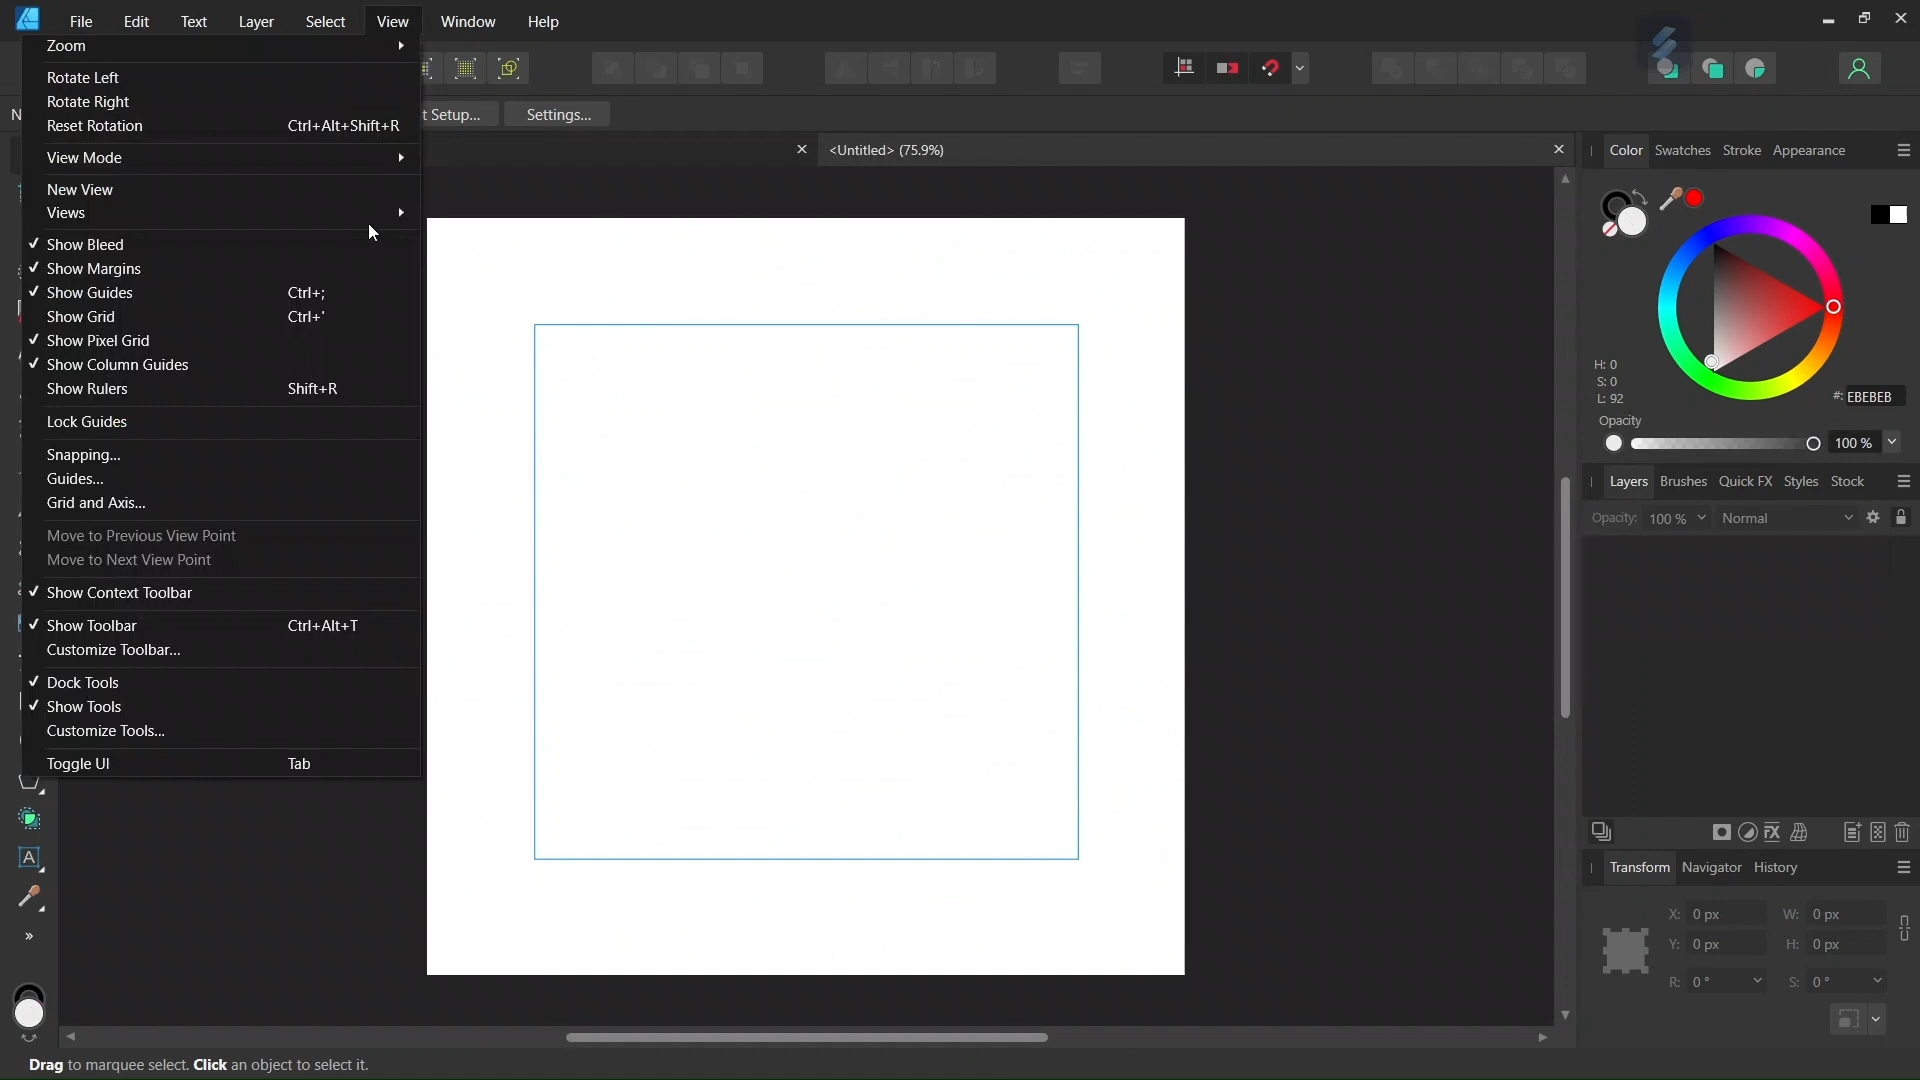 File Edit Text Layer Select View Window Help
Zoom
Rotate Left
Rotate Right
Reset Rotation Ctrl+Alt+Shift+R
View Mode
New View
Views
Show Bleed
Show Margins
Show Guides Ctrl+;
Show Grid Ctrl+'
Show Pixel Grid
Show Column Guides
Show Rulers Shift+R
Lock Guides
Snapping...
Guides...
Grid and Axis...
Move to Previous View Point
Move to Next View Point
Show Context Toolbar
Show Toolbar Ctrl+Alt+T
Customize Toolbar...
Dock Tools
Show Tools
Customize Tools...
Toggle UI Tab
t Setup... Settings...
<Untitled> (75.9%)
Color Swatches Stroke Appearance
H: 0
S: 0
L: 92
#: EBEBEB
Opacity
100 %
Layers Brushes Quick FX Styles Stock
Opacity: 100 % Normal
Transform Navigator History
X: 0 px W: 0 px
Y: 0 px H: 0 px
R: 0 ° S: 0 °
Drag to marquee select. Click an object to select it.